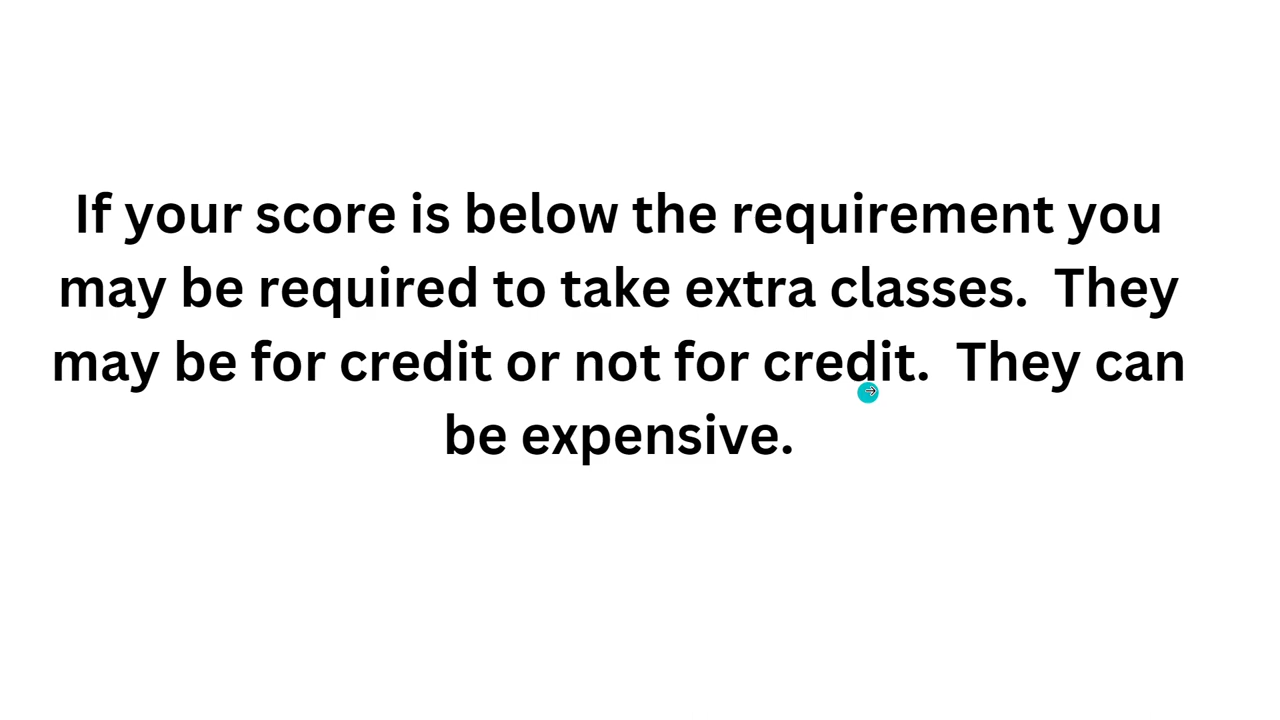 If your score is below the requirement you
may be required to take extra classes.  They
may be for credit or not for credit.  They can
be expensive.